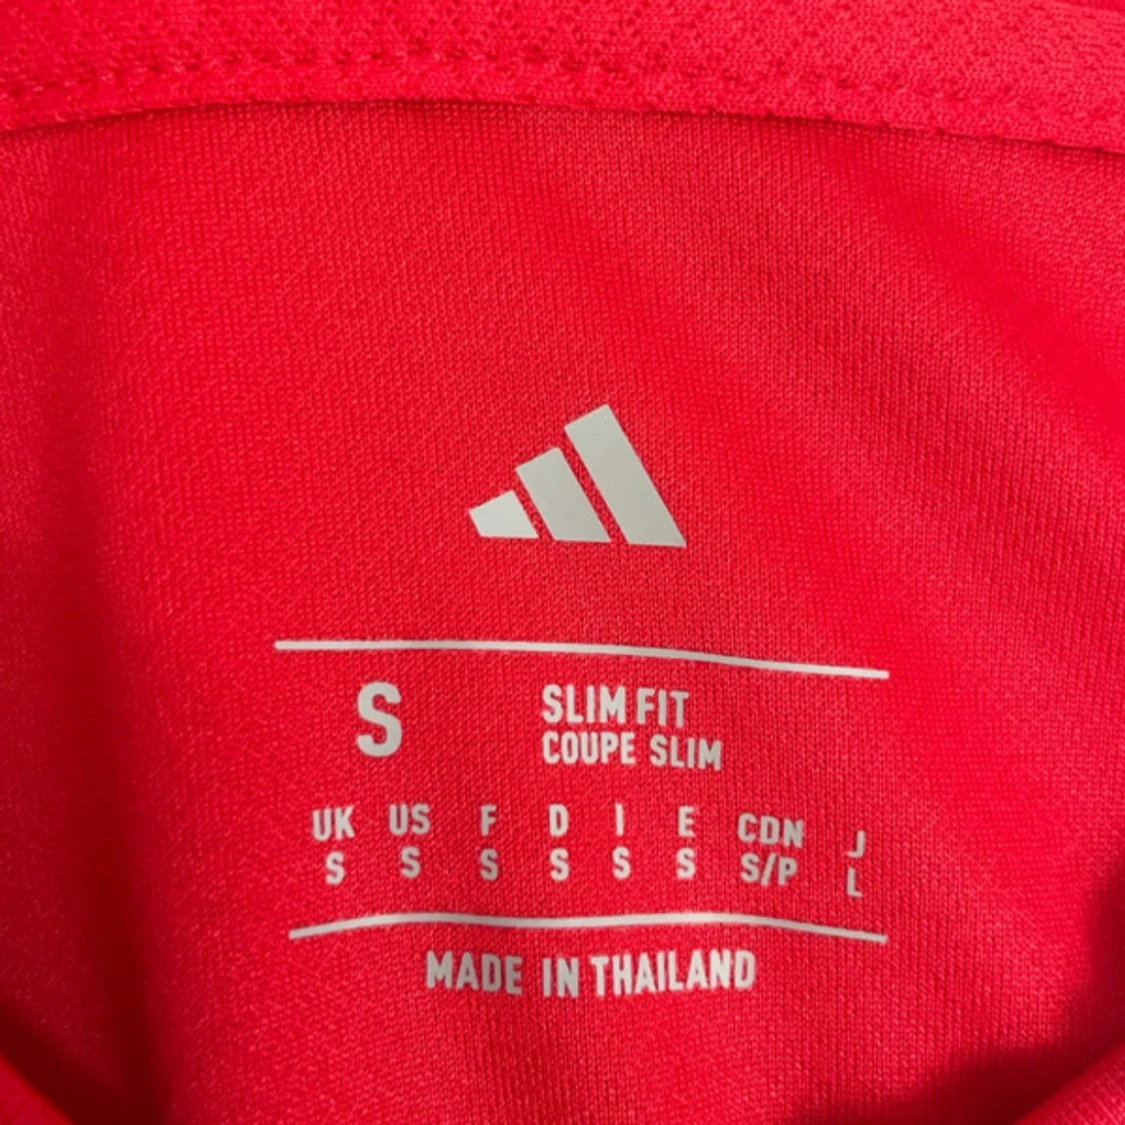 S
SLIM FIT
COUPE SLIM
UK US F D I E CDN J
S S S S S S S/P L
MADE IN THAILAND